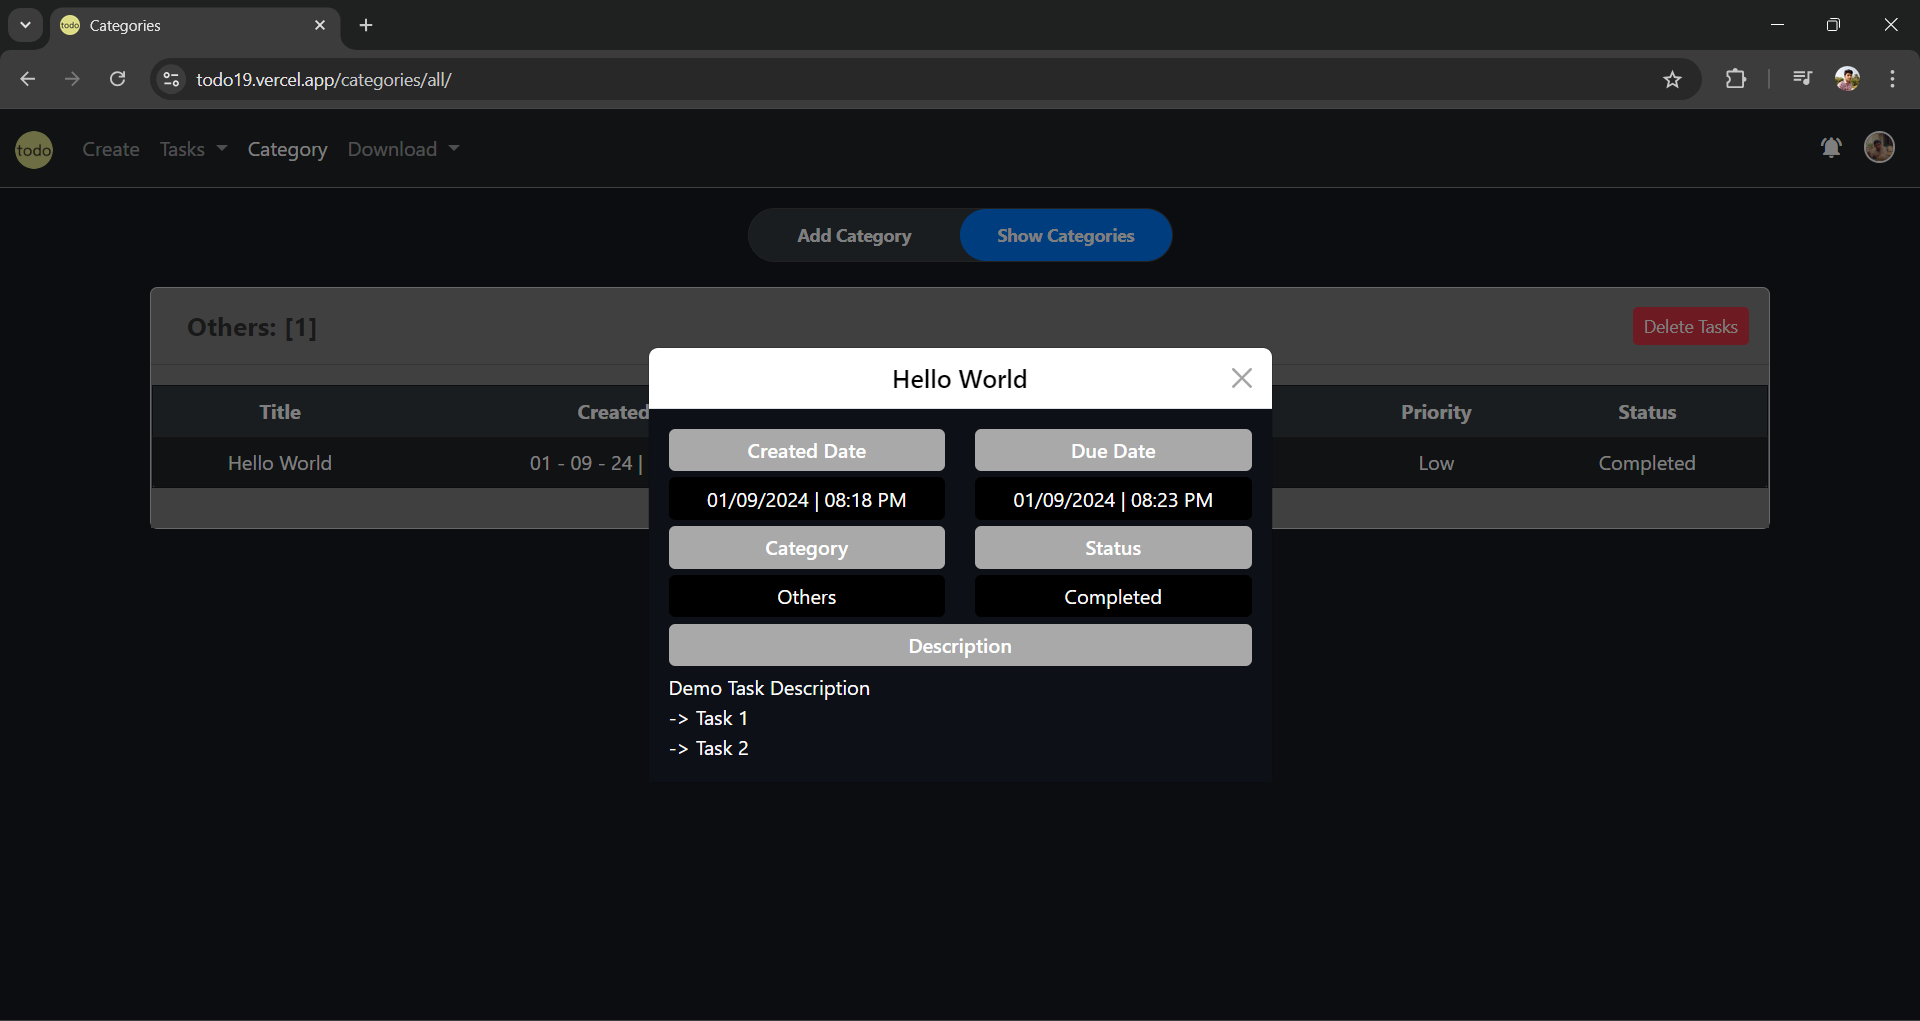 todo Categories
todo19.vercel.app/categories/all/
todo Create Tasks Category Download
Add Category Show Categories
Others: [1] Delete Tasks
Hello World
Title Created Priority Status
Hello World 01 - 09 - 24 | Low Completed
Created Date Due Date
01/09/2024 | 08:18 PM 01/09/2024 | 08:23 PM
Category Status
Others Completed
Description
Demo Task Description
-> Task 1
-> Task 2